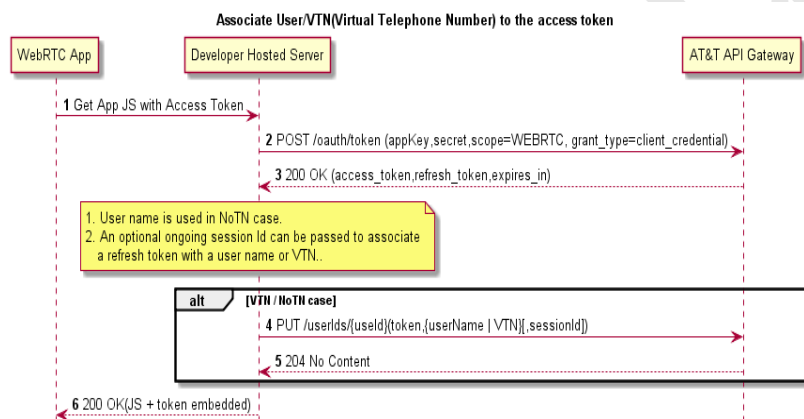 Associate User/VTN(Virtual Telephone Number) to the access token
WebRTC App
Developer Hosted Server
AT&T API Gateway
1 Get App JS with Access Token
2 POST /oauth/token (appKey,secret,scope=WEBRTC, grant_type=client_credential)
3 200 OK (access_token,refresh_token,expires_in)
1. User name is used in NoTN case.
2. An optional ongoing session Id can be passed to associate
a refresh token with a user name or VTN..
alt [VTN / NoTN case]
4 PUT /userIds/{useId}(token,{userName | VTN}[,sessionId])
5 204 No Content
6 200 OK(JS + token embedded)